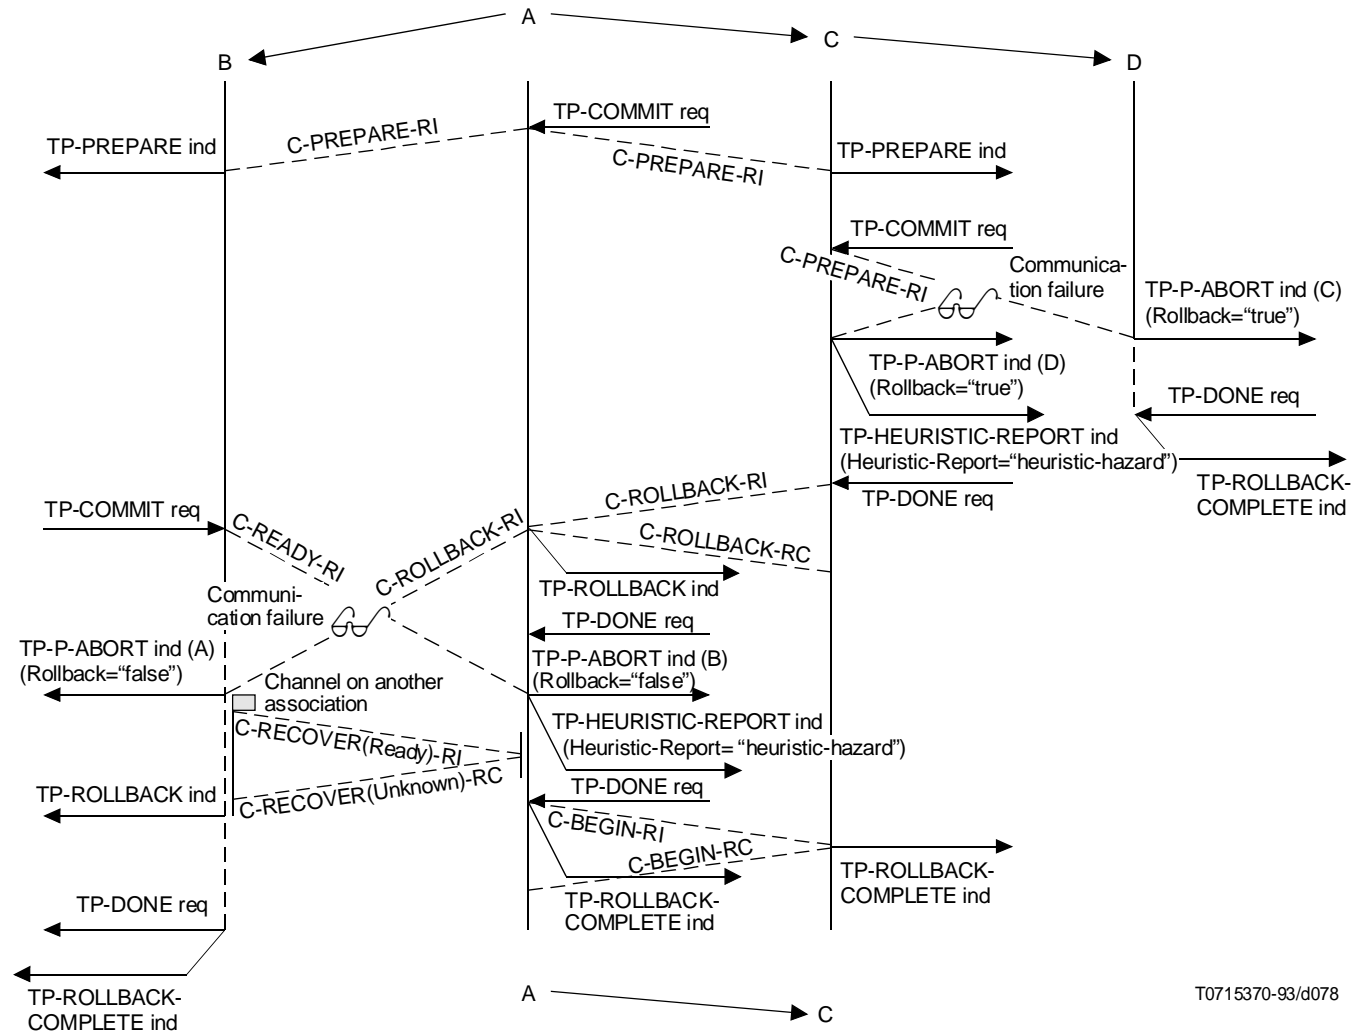 A
C
B
D
TP-COMMIT req
C-PREPARE-RI
TP-PREPARE ind
C-PREPARE-RI
TP-PREPARE ind
TP-COMMIT req
C-PREPARE-RI
Communica-
tion failure
TP-P-ABORT ind (C)
(Rollback=“true”)
TP-P-ABORT ind (D)
(Rollback=“true”)
TP-DONE req
TP-HEURISTIC-REPORT ind
(Heuristic-Report=“heuristic-hazard”)
TP-ROLLBACK-
COMPLETE ind
TP-DONE req
C-ROLLBACK-RI
TP-COMMIT req
C-READY-RI
C-ROLLBACK-RI
C-ROLLBACK-RC
TP-ROLLBACK ind
Communi-
cation failure
TP-DONE req
TP-P-ABORT ind (A)
(Rollback=“false”)
TP-P-ABORT ind (B)
(Rollback=“false”)
Channel on another
association
TP-HEURISTIC-REPORT ind
(Heuristic-Report= “heuristic-hazard”)
C-RECOVER(Ready)-RI
C-RECOVER(Unknown)-RC
TP-ROLLBACK ind
TP-DONE req
C-BEGIN-RI
C-BEGIN-RC
TP-ROLLBACK-
COMPLETE ind
TP-ROLLBACK-
COMPLETE ind
TP-DONE req
TP-ROLLBACK-
COMPLETE ind
A
C
T0715370-93/d078